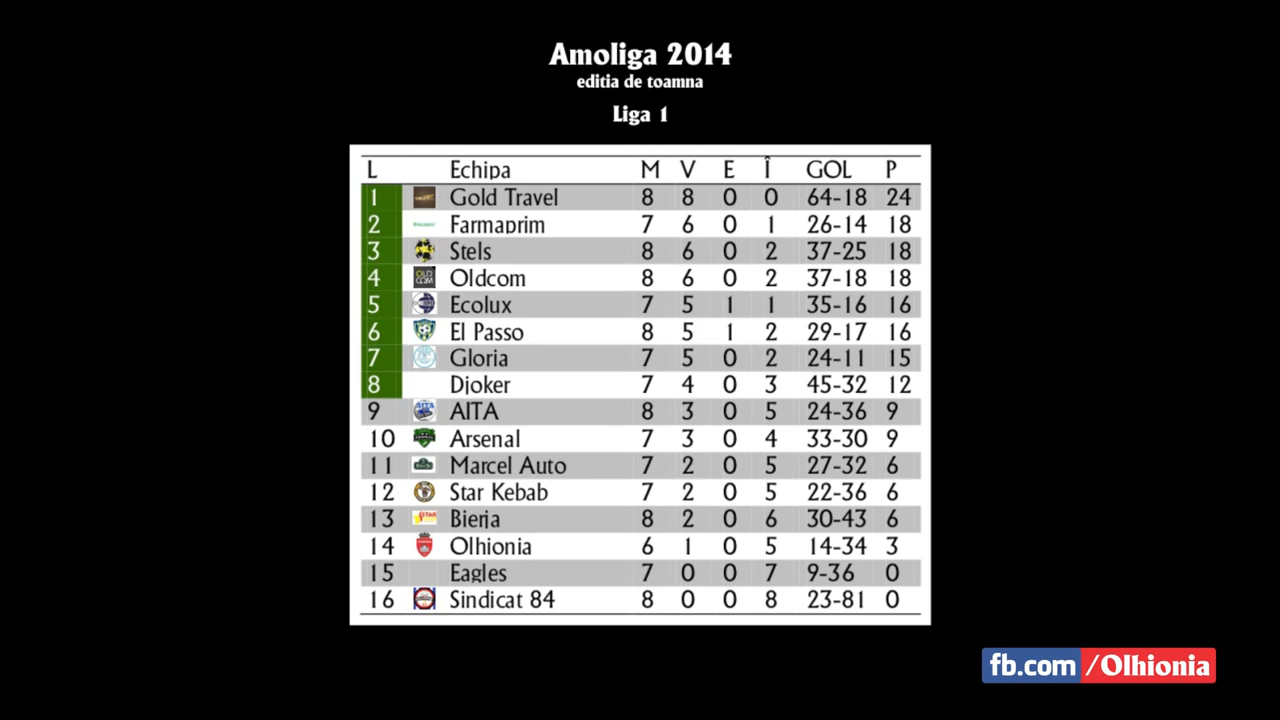 Amoliga 2014
editia de toamna
Liga 1
L Echipa M V E Î GOL P
1 Gold Travel 8 8 0 0 64-18 24
2 Farmaprim 7 6 0 1 26-14 18
3 Stels 8 6 0 2 37-25 18
4 Oldcom 8 6 0 2 37-18 18
5 Ecolux 7 5 1 1 35-16 16
6 El Passo 8 5 1 2 29-17 16
7 Gloria 7 5 0 2 24-11 15
8 Djoker 7 4 0 3 45-32 12
9 AITA 8 3 0 5 24-36 9
10 Arsenal 7 3 0 4 33-30 9
11 Marcel Auto 7 2 0 5 27-32 6
12 Star Kebab 7 2 0 5 22-36 6
13 Bierja 8 2 0 6 30-43 6
14 Olhionia 6 1 0 5 14-34 3
15 Eagles 7 0 0 7 9-36 0
16 Sindicat 84 8 0 0 8 23-81 0
fb.com/Olhionia